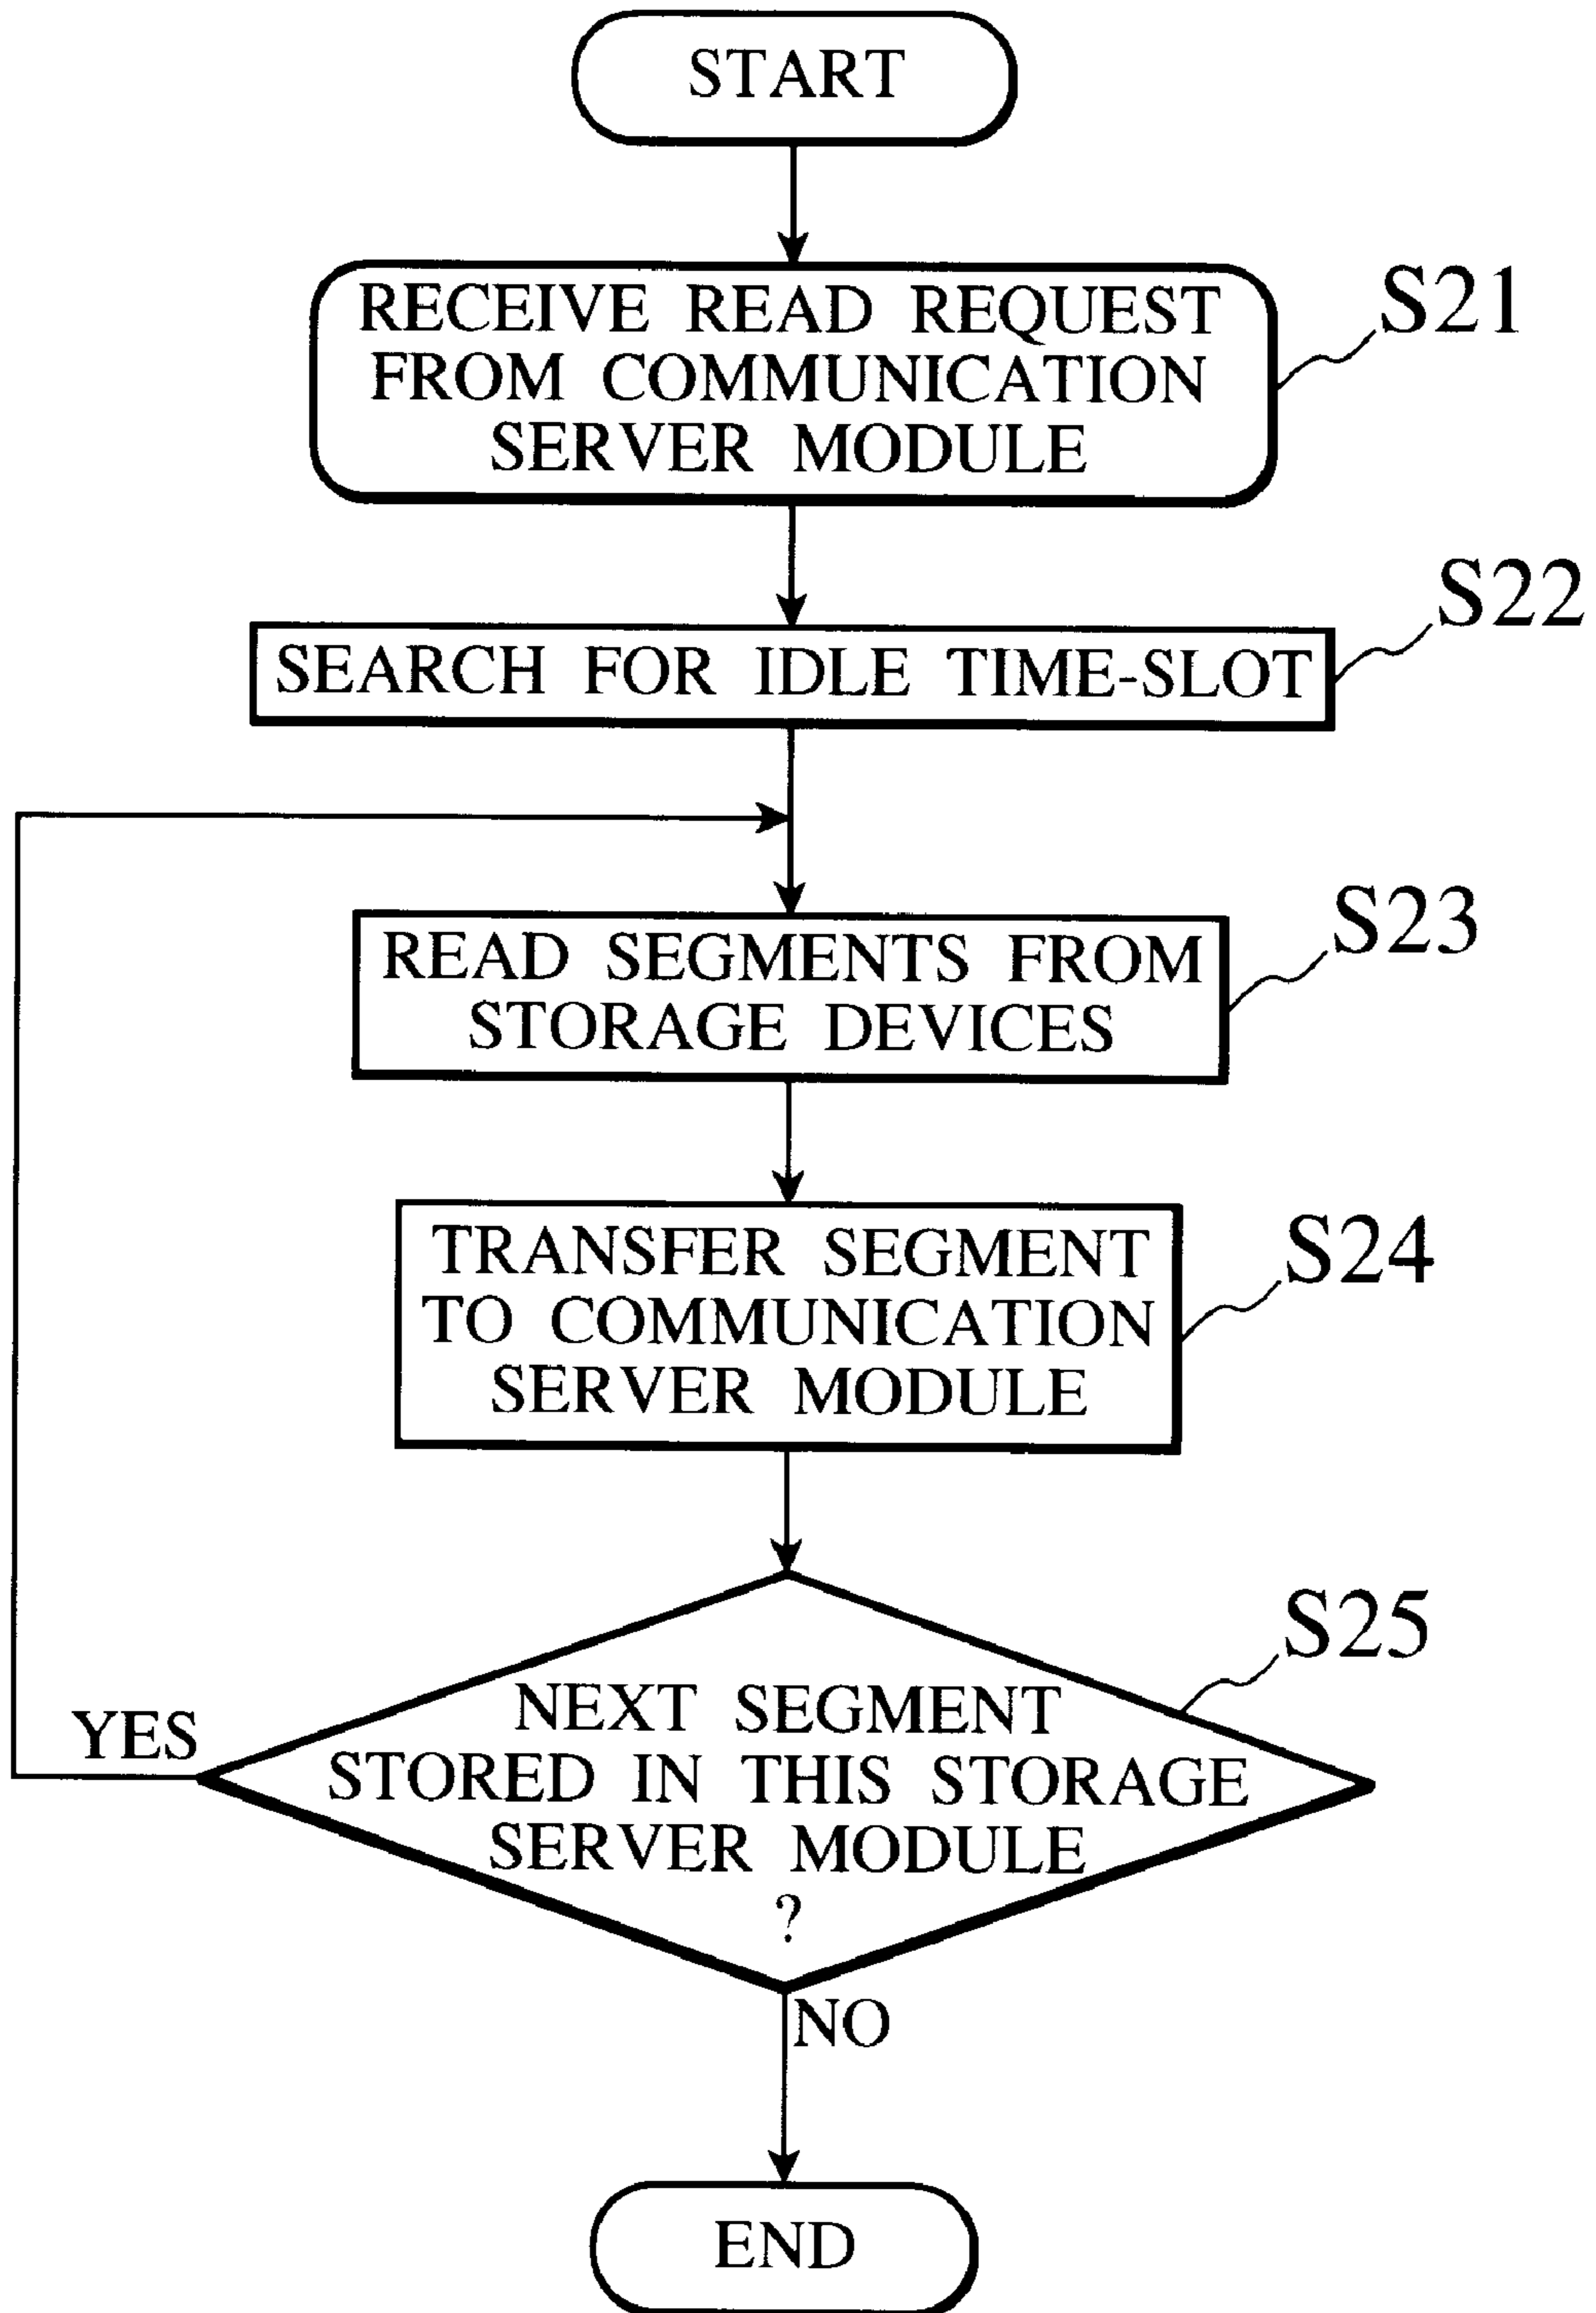 START
RECEIVE READ REQUEST
FROM COMMUNICATION
SERVER MODULE
S21
SEARCH FOR IDLE TIME-SLOT
S22
READ SEGMENTS FROM
STORAGE DEVICES
S23
TRANSFER SEGMENT
TO COMMUNICATION
SERVER MODULE
S24
NEXT SEGMENT
STORED IN THIS STORAGE
SERVER MODULE
?
S25
YES
NO
END